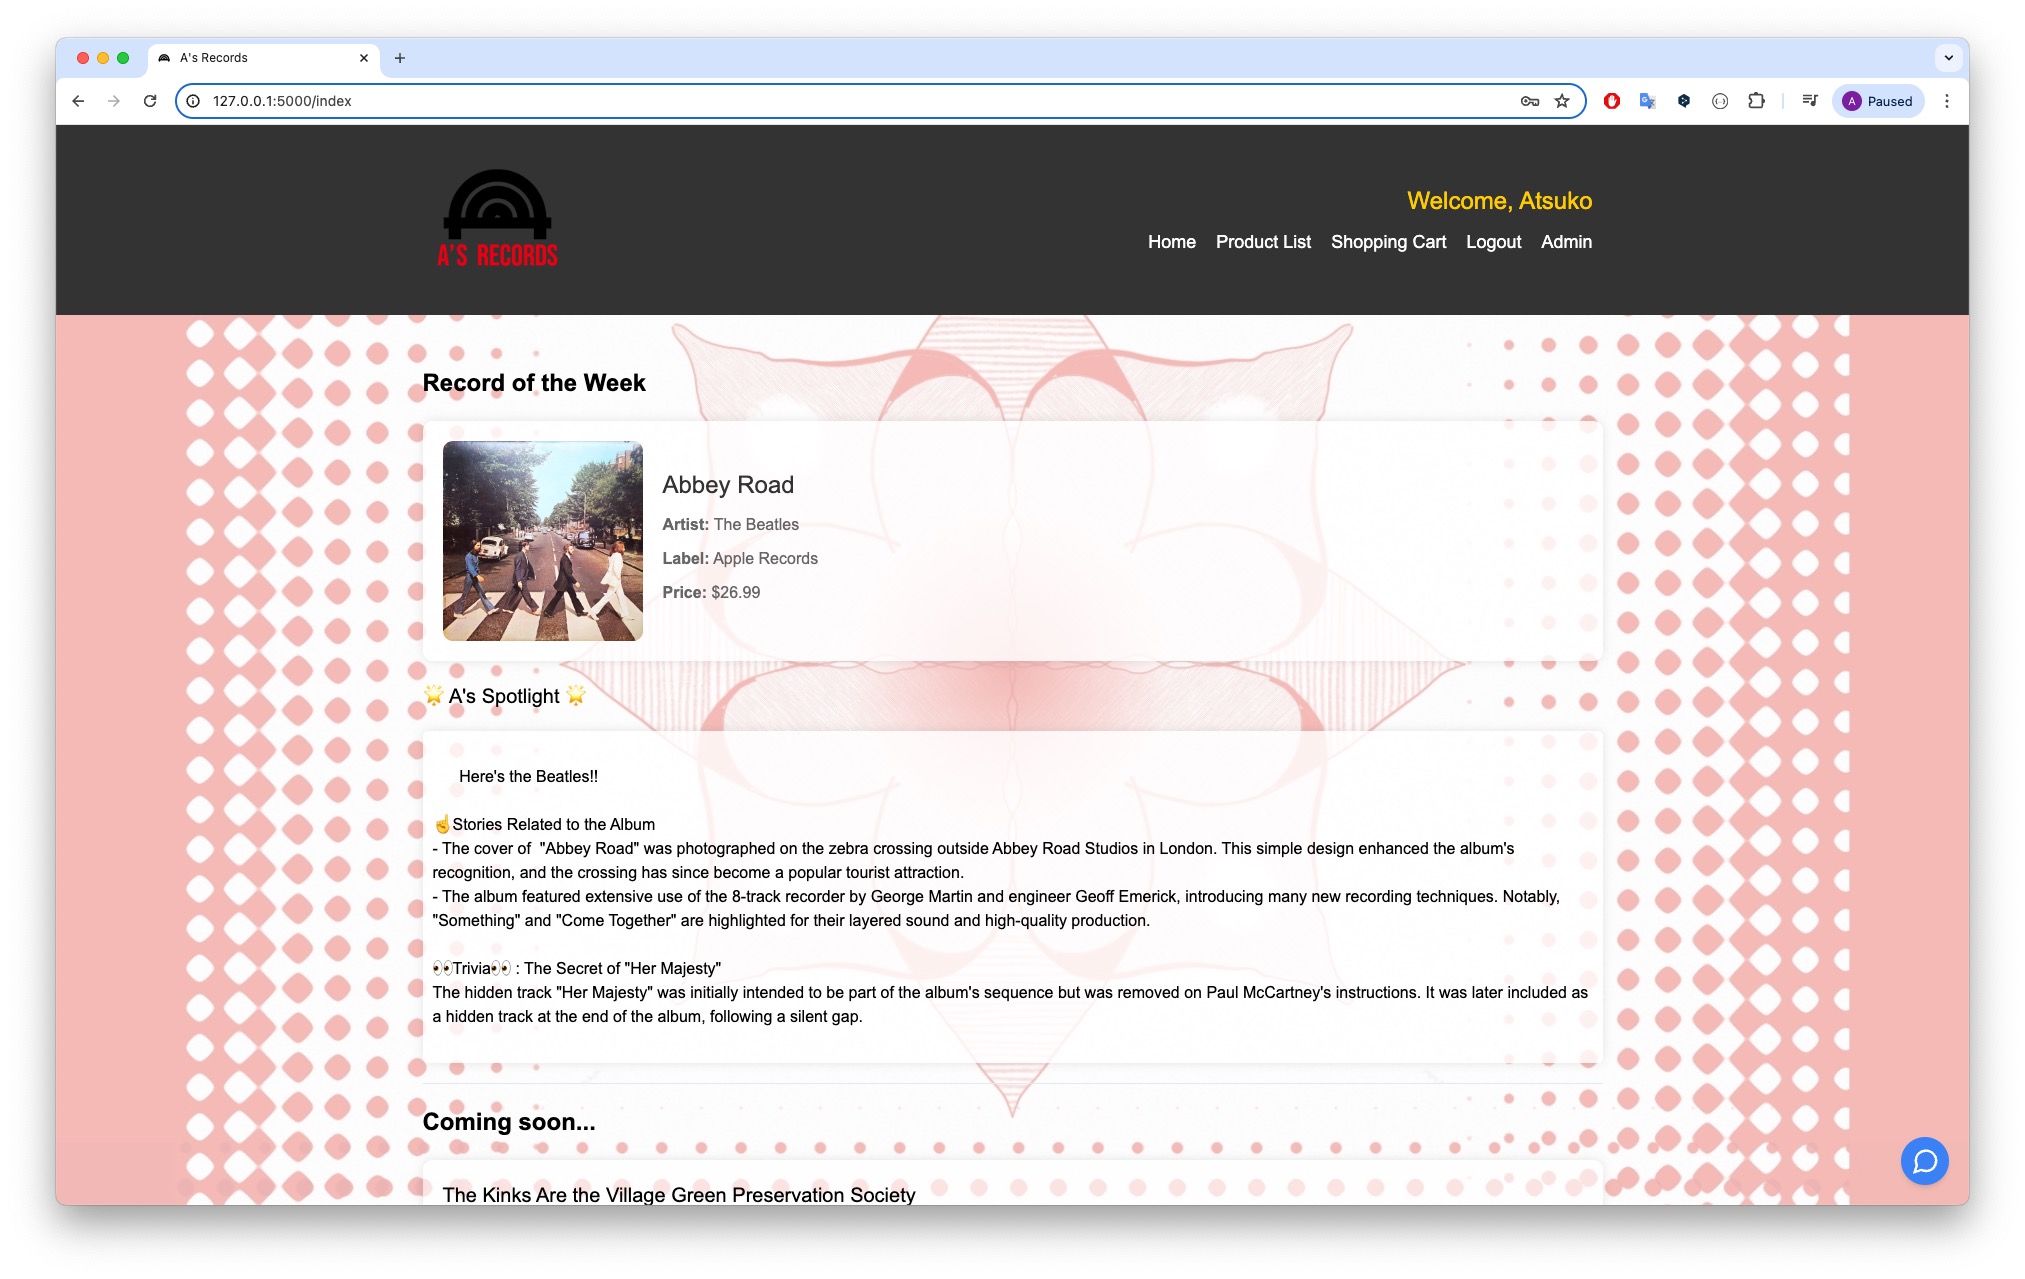 A's Records
127.0.0.1:5000/index
A Paused
A'S RECORDS
Welcome, Atsuko
Home Product List Shopping Cart Logout Admin
Record of the Week
Abbey Road
Artist: The Beatles
Label: Apple Records
Price: $26.99
🌟 A's Spotlight 🌟
Here's the Beatles!!
☝Stories Related to the Album
- The cover of "Abbey Road" was photographed on the zebra crossing outside Abbey Road Studios in London. This simple design enhanced the album's
recognition, and the crossing has since become a popular tourist attraction.
- The album featured extensive use of the 8-track recorder by George Martin and engineer Geoff Emerick, introducing many new recording techniques. Notably,
"Something" and "Come Together" are highlighted for their layered sound and high-quality production.
👀Trivia👀 : The Secret of "Her Majesty"
The hidden track "Her Majesty" was initially intended to be part of the album's sequence but was removed on Paul McCartney's instructions. It was later included as
a hidden track at the end of the album, following a silent gap.
Coming soon...
The Kinks Are the Village Green Preservation Society